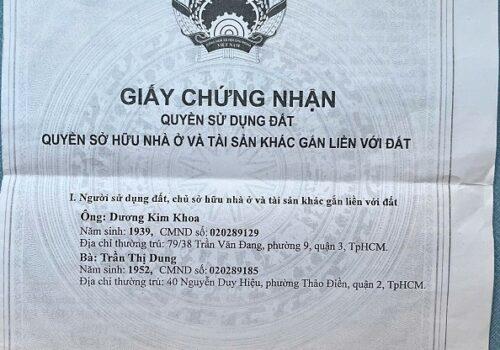 VIỆT NAM
GIẤY CHỨNG NHẬN
QUYỀN SỬ DỤNG ĐẤT
QUYỀN SỞ HỮU NHÀ Ở VÀ TÀI SẢN KHÁC GẮN LIỀN VỚI ĐẤT
I. Người sử dụng đất, chủ sở hữu nhà ở và tài sản khác gắn liền với đất
Ông: Dương Kim Khoa
Năm sinh: 1939, CMND số: 020289129
Địa chỉ thường trú: 79/38 Trần Văn Đang, phường 9, quận 3, TpHCM.
Bà: Trần Thị Dung
Năm sinh: 1952, CMND số: 020289185
Địa chỉ thường trú: 40 Nguyễn Duy Hiệu, phường Thảo Điền, quận 2, TpHCM.